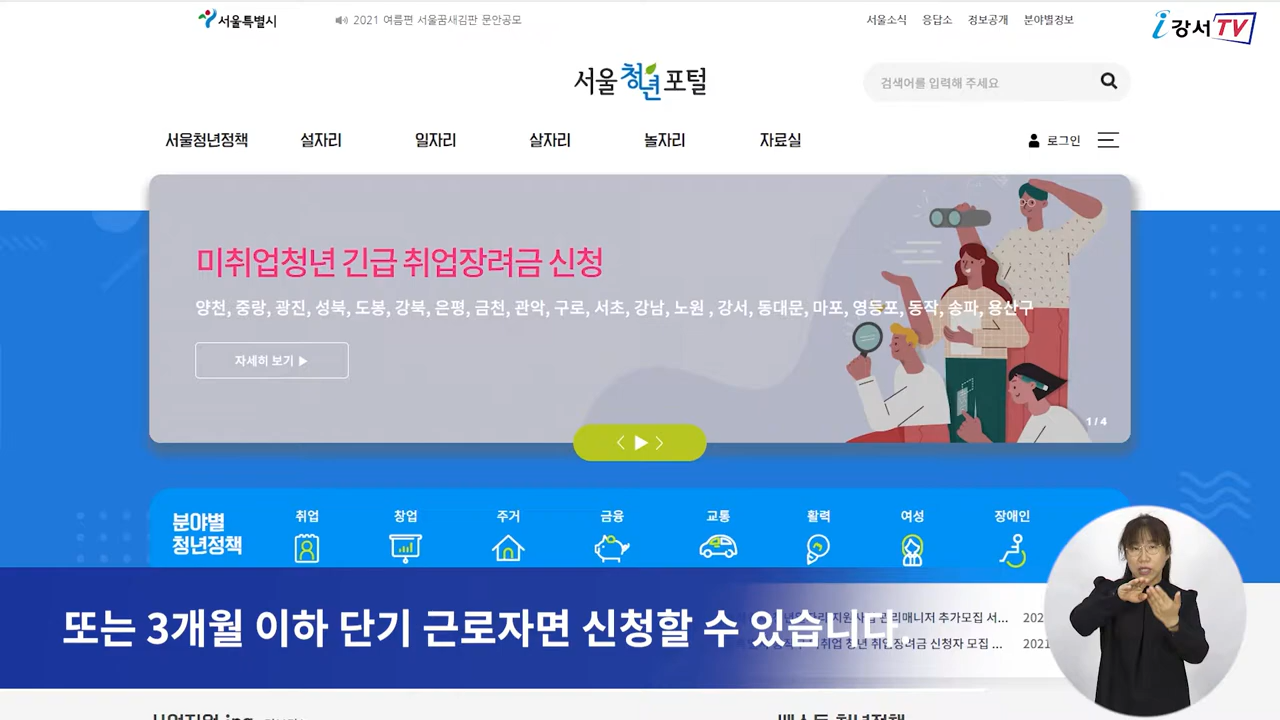 서울특별시
2021 여름편 서울꿈새김판 문안공모
서울소식 응답소 정보공개 분야별정보
i강서TV
서울청년포털
검색어를 입력해 주세요
서울청년정책 설자리 일자리 살자리 놀자리 자료실
로그인
미취업청년 긴급 취업장려금 신청
양천, 중랑, 광진, 성북, 도봉, 강북, 은평, 금천, 관악, 구로, 서초, 강남, 노원 , 강서, 동대문, 마포, 영등포, 동작, 송파, 용산구
자세히 보기 ▶
1 / 4
분야별
청년정책
취업 창업 주거 금융 교통 활력 여성 장애인
또는 3개월 이하 단기 근로자면 신청할 수 있습니다.
관리매니저 추가모집 서... 202
청년 취업장려금 신청자 모집 ... 2021